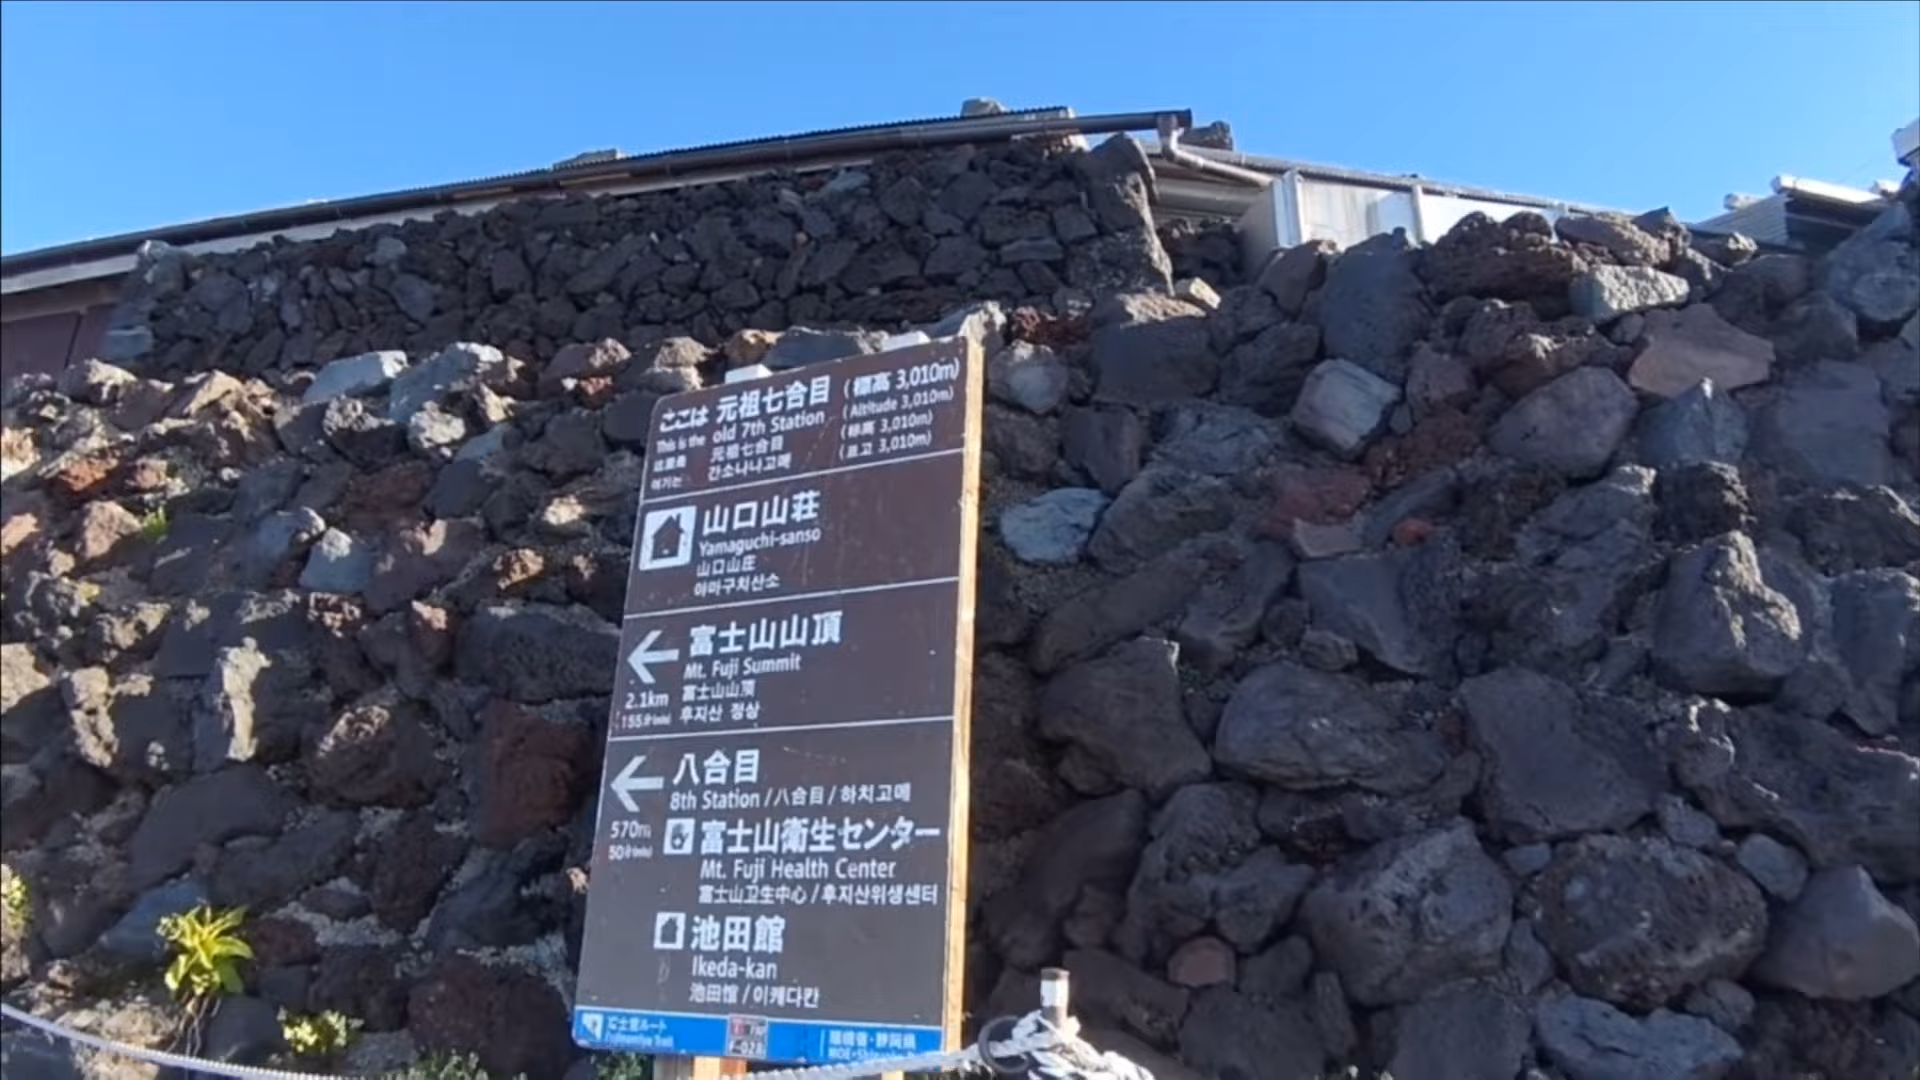 ここは 元祖七合目 (標高 3,010m)
This is the old 7th Station (Altitude 3,010m)
这里是 元祖七合目 (标高 3,010m)
여기는 간소나나고메 (표고 3,010m)
山口山荘
Yamaguchi-sanso
山口山庄
야마구치산소
富士山山頂
Mt. Fuji Summit
2.1km 富士山山顶
155分(min) 후지산 정상
八合目
8th Station / 八合目 / 하치고메
570m 富士山衛生センター
50分(min) Mt. Fuji Health Center
富士山卫生中心 / 후지산위생센터
池田館
Ikeda-kan
池田馆 / 이케다칸
富士宮ルート
Fujinomiya Trail
F-028
環境省・静岡県